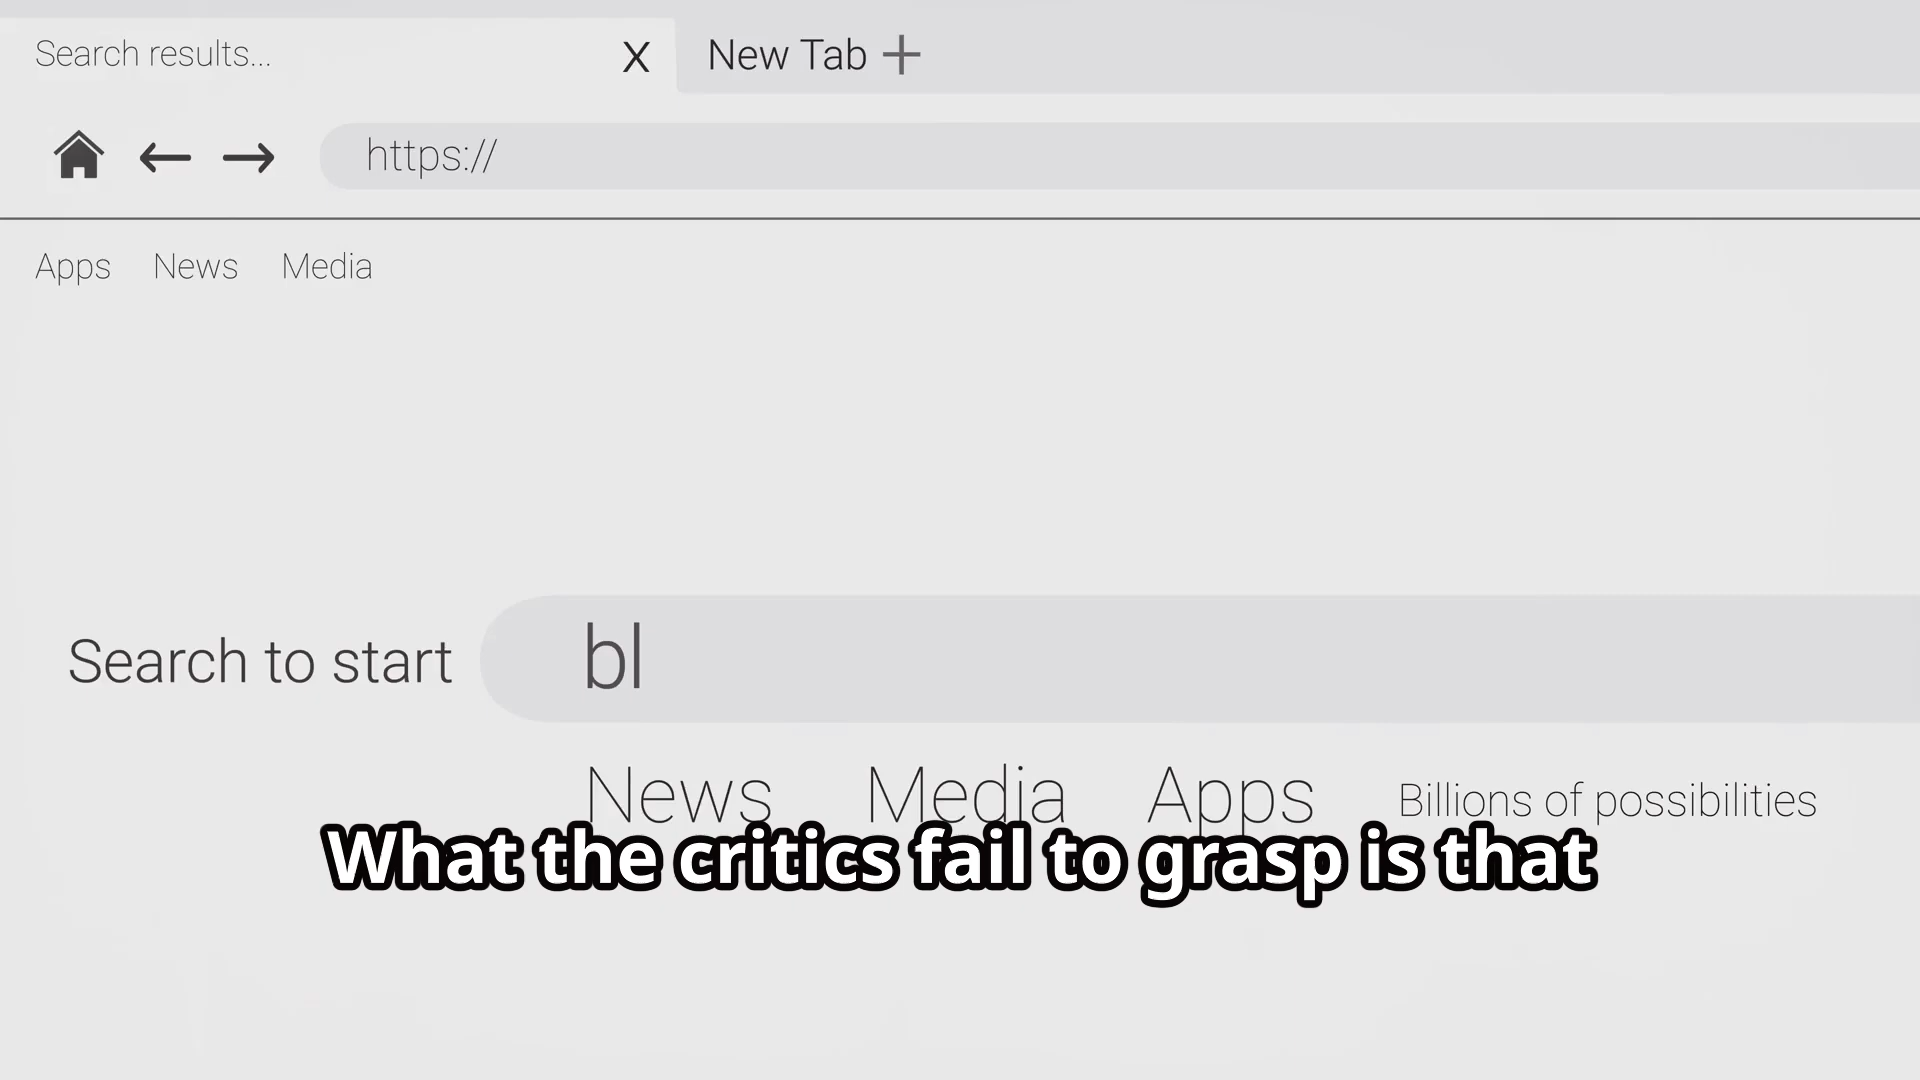 Search results... X New Tab +
https://
Apps News Media
Search to start bl
News Media Apps Billions of possibilities
What the critics fail to grasp is that